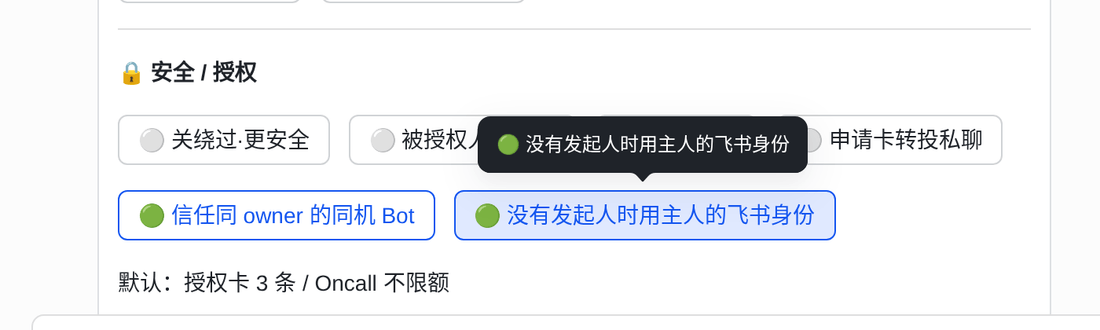 🔒 安全 / 授权
关绕过·更安全
被授权
🟢 没有发起人时用主人的飞书身份
申请卡转投私聊
🟢 信任同 owner 的同机 Bot
🟢 没有发起人时用主人的飞书身份
默认：授权卡 3 条 / Oncall 不限额